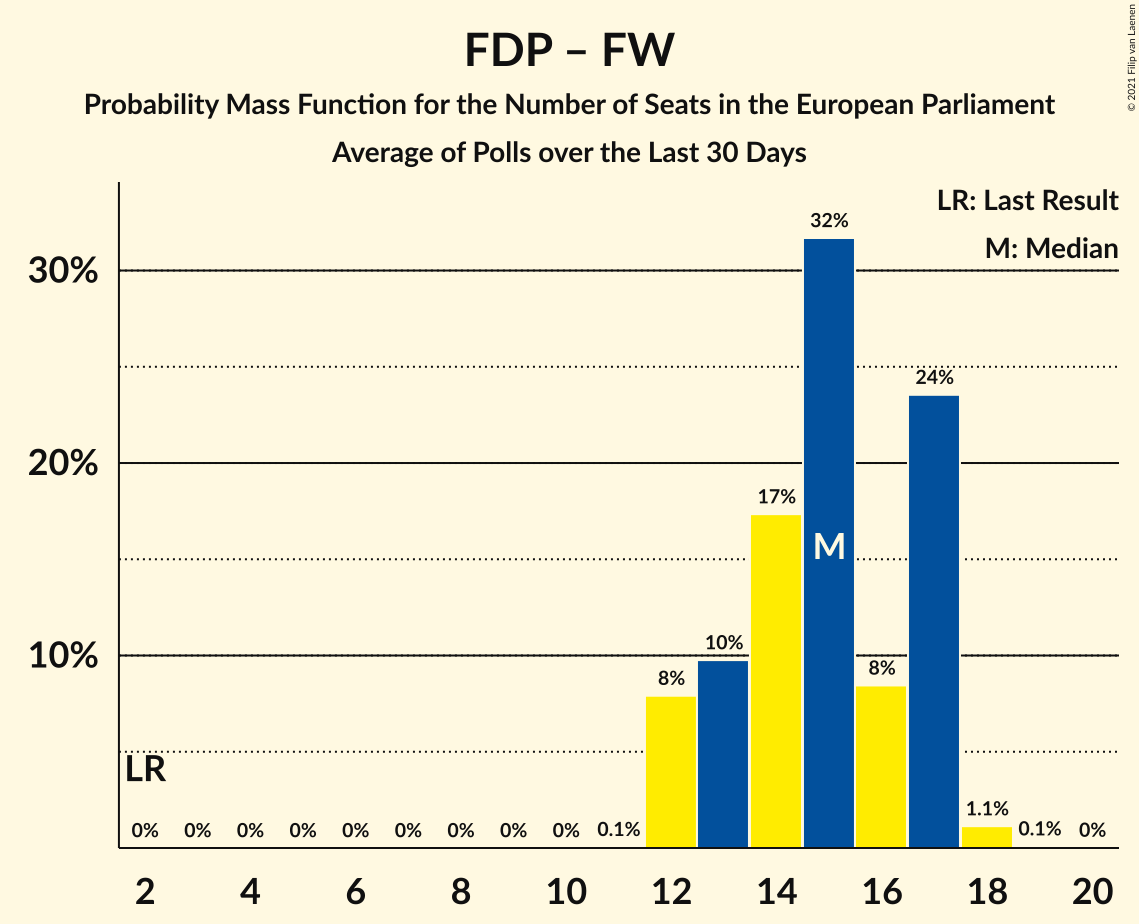 FDP – FW
Probability Mass Function for the Number of Seats in the European Parliament
Average of Polls over the Last 30 Days
© 2021 Filip van Laenen
LR: Last Result
M: Median
30%
20%
10%
32%
24%
17%
M
10%
8%
8%
LR
1.1%
0% 0% 0% 0% 0% 0% 0% 0% 0% 0.1% 0.1% 0%
2 4 6 8 10 12 14 16 18 20